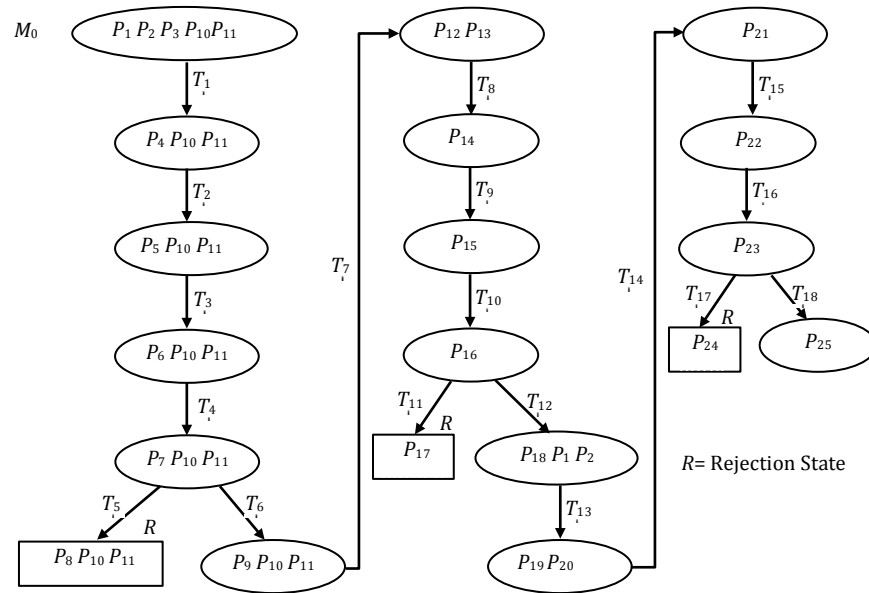 M₀ P₁ P₂ P₃ P₁₀P₁₁
T₁
P₄ P₁₀ P₁₁
T₂
P₅ P₁₀ P₁₁
T₃
P₆ P₁₀ P₁₁
T₄
P₇ P₁₀ P₁₁
T₅
T₆
R
P₈ P₁₀ P₁₁
P₉ P₁₀ P₁₁
T₇
P₁₂ P₁₃
T₈
P₁₄
T₉
P₁₅
T₁₀
P₁₆
T₁₁
T₁₂
R
P₁₇
P₁₈ P₁ P₂
T₁₃
P₁₉ P₂₀
T₁₄
P₂₁
T₁₅
P₂₂
T₁₆
P₂₃
T₁₇
T₁₈
R
P₂₄
P₂₅
R= Rejection State